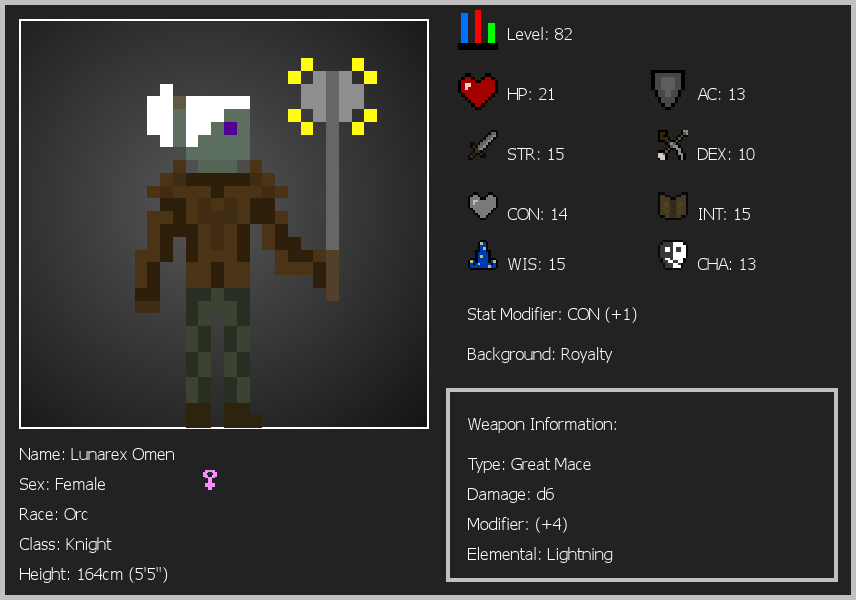 Level: 82
HP: 21
AC: 13
STR: 15
DEX: 10
CON: 14
INT: 15
WIS: 15
CHA: 13
Stat Modifier: CON (+1)
Background: Royalty
Weapon Information:
Type: Great Mace
Damage: d6
Modifier: (+4)
Elemental: Lightning
Name: Lunarex Omen
Sex: Female
Race: Orc
Class: Knight
Height: 164cm (5'5")